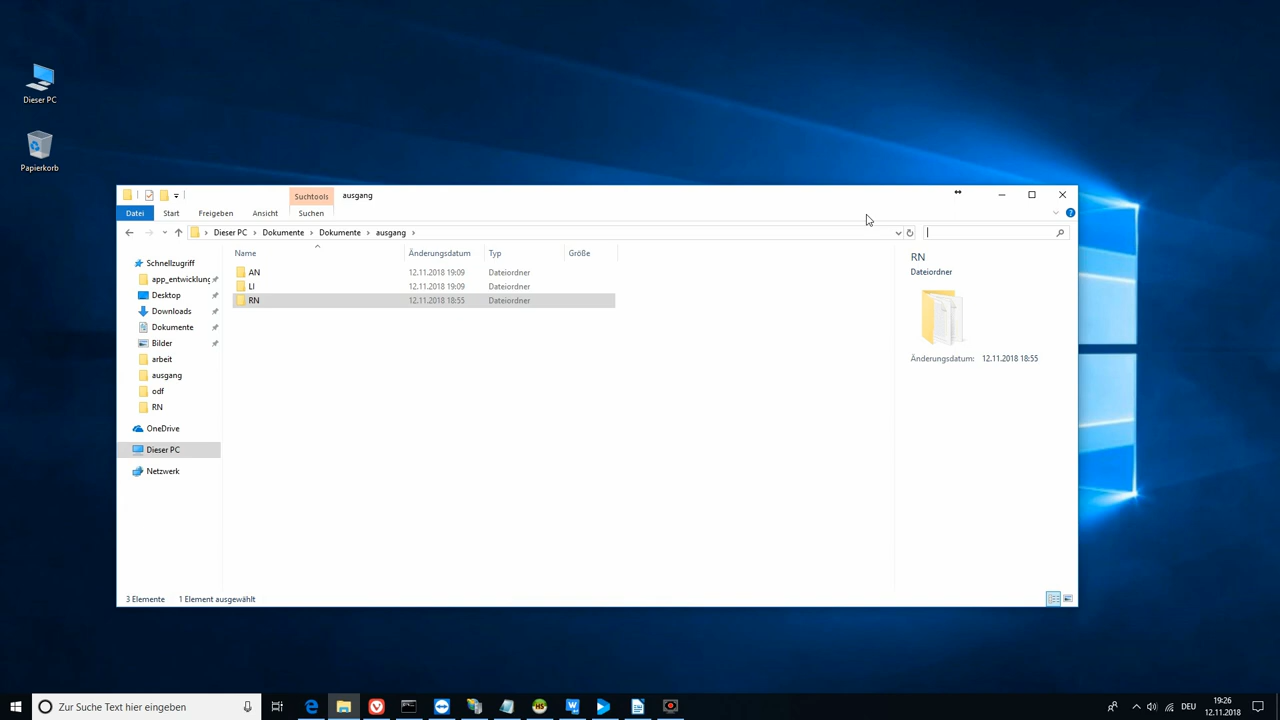 Dieser PC
Papierkorb
Suchtools ausgang
Datei Start Freigeben Ansicht Suchen
Dieser PC Dokumente Dokumente ausgang
Name Änderungsdatum Typ Größe
AN 12.11.2018 19:09 Dateiordner
LI 12.11.2018 19:09 Dateiordner
RN 12.11.2018 18:55 Dateiordner
Schnellzugriff
app_entwicklung
Desktop
Downloads
Dokumente
Bilder
arbeit
ausgang
odf
RN
OneDrive
Dieser PC
Netzwerk
RN
Dateiordner
Änderungsdatum: 12.11.2018 18:55
3 Elemente 1 Element ausgewählt
Zur Suche Text hier eingeben
DEU
19:26
12.11.2018